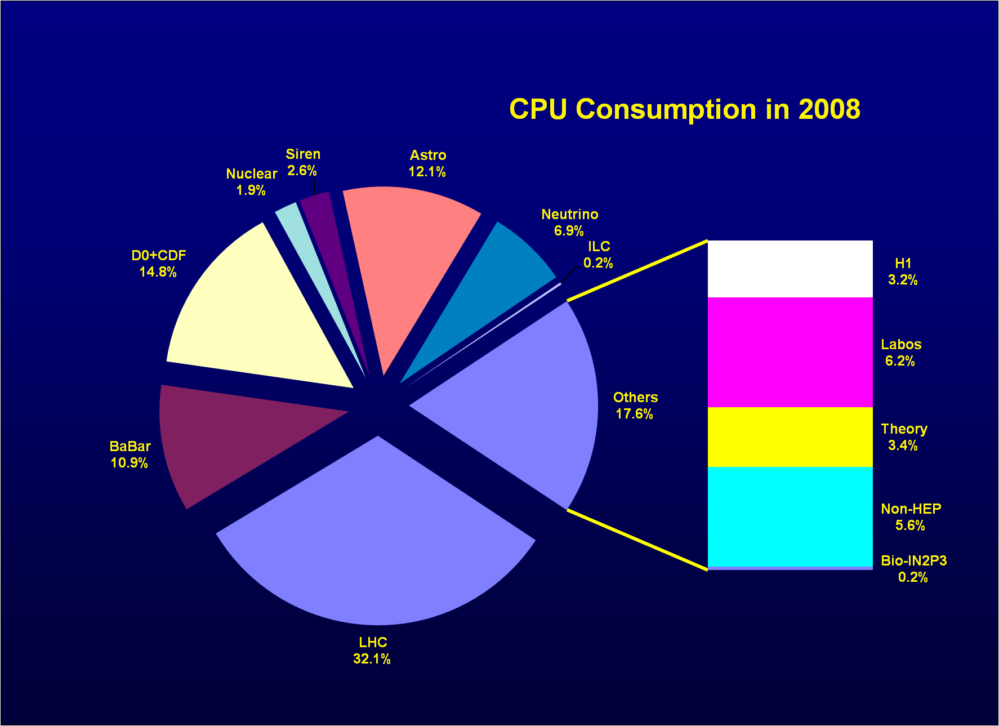 CPU Consumption in 2008
Siren
2.6%
Astro
12.1%
Nuclear
1.9%
Neutrino
6.9%
ILC
0.2%
D0+CDF
14.8%
H1
3.2%
Labos
6.2%
Others
17.6%
Theory
3.4%
BaBar
10.9%
Non-HEP
5.6%
Bio-IN2P3
0.2%
LHC
32.1%